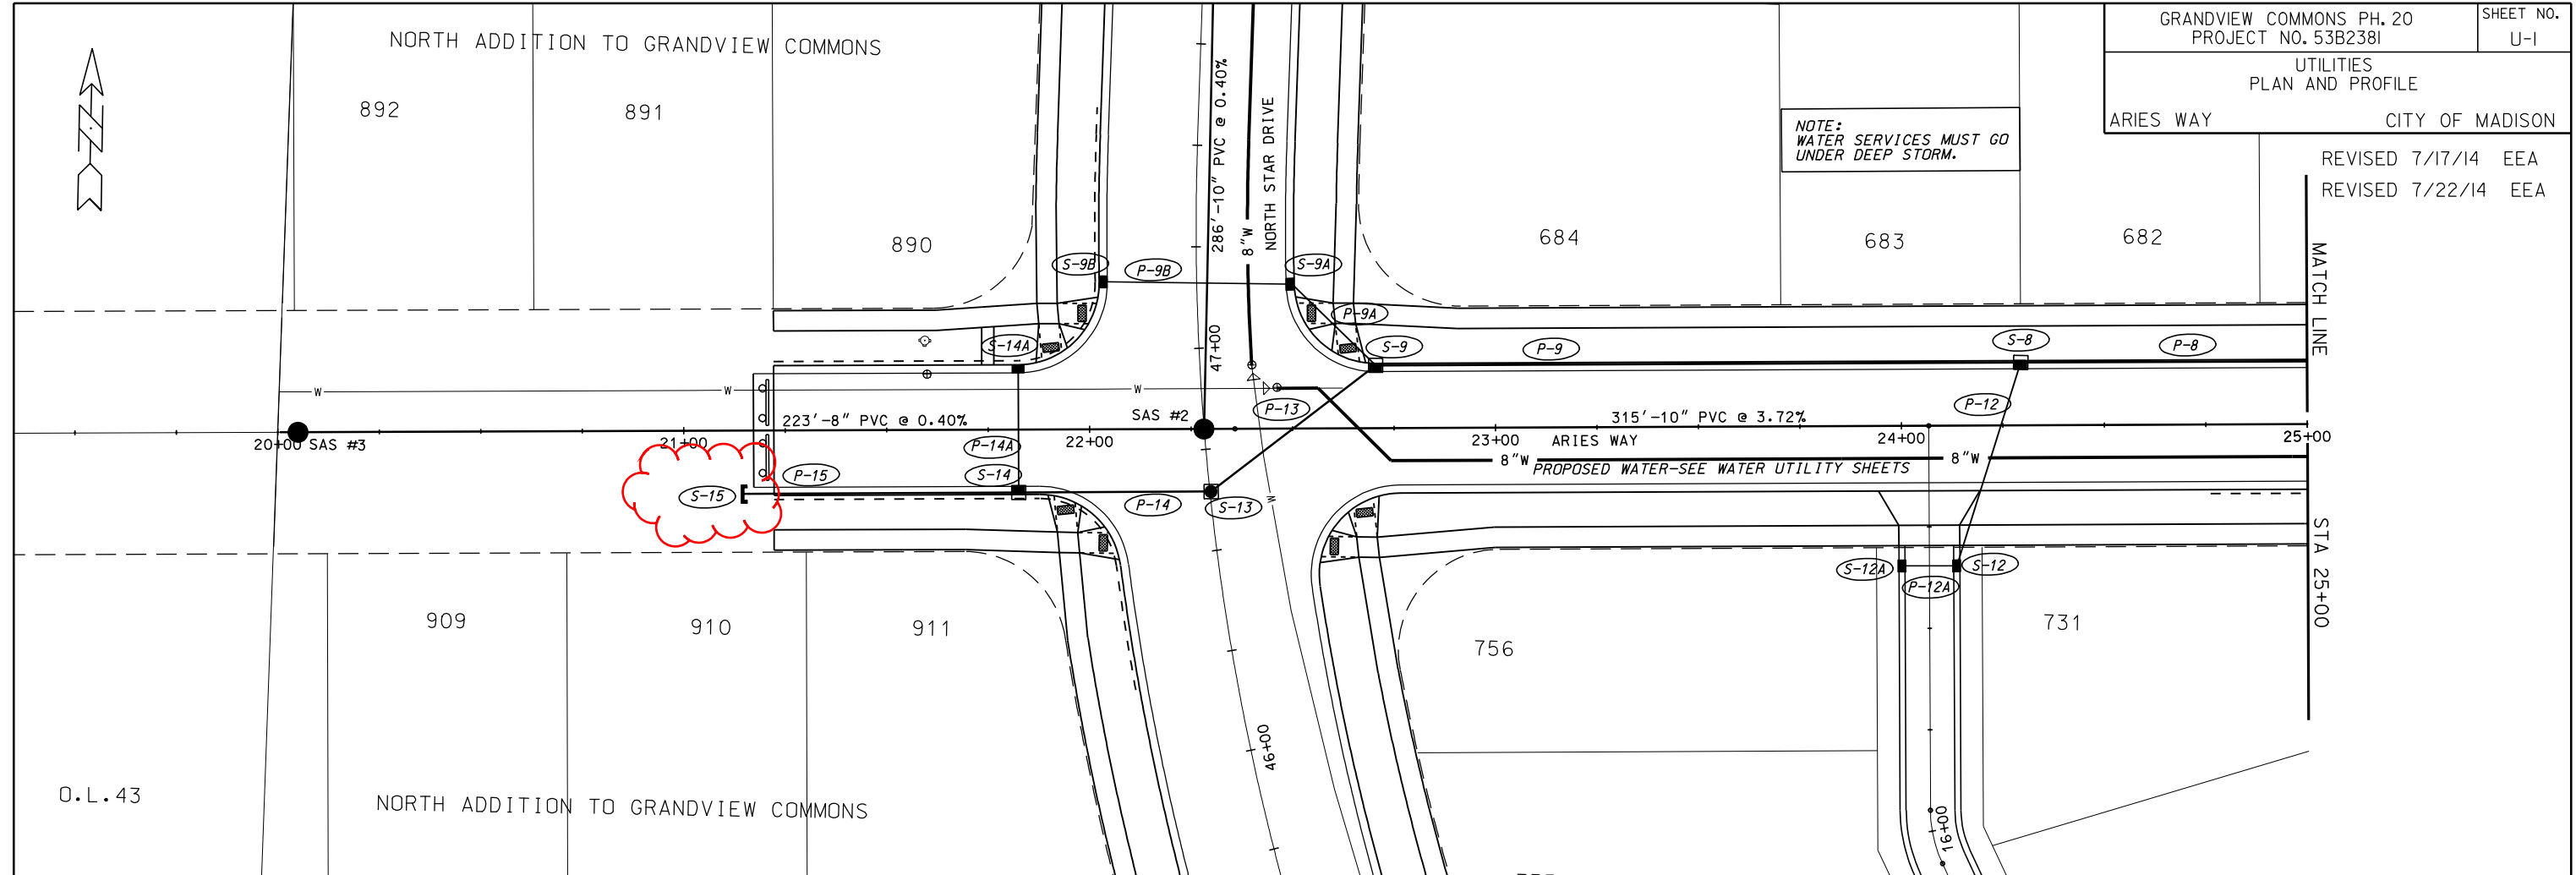 GRANDVIEW COMMONS PH. 20
PROJECT NO. 53B2381
SHEET NO.
U-1
UTILITIES
PLAN AND PROFILE
ARIES WAY
CITY OF MADISON
REVISED 7/17/14 EEA
REVISED 7/22/14 EEA
NORTH ADDITION TO GRANDVIEW COMMONS
N
892
891
890
286'-10" PVC @ 0.40%
8"W
NORTH STAR DRIVE
47+00
NOTE:
WATER SERVICES MUST GO
UNDER DEEP STORM.
684
683
682
MATCH LINE
STA 25+00
S-9B
P-9B
S-9A
P-9A
S-14A
S-9
P-9
S-8
P-8
W
W
W
P-13
P-12
20+00 SAS #3
21+00
223'-8" PVC @ 0.40%
SAS #2
22+00
315'-10" PVC @ 3.72%
23+00
ARIES WAY
24+00
25+00
P-14A
P-15
S-14
S-15
P-14
S-13
W
8"W
PROPOSED WATER-SEE WATER UTILITY SHEETS
8"W
S-12A
P-12A
S-12
909
910
911
756
731
46+00
16+00
O.L.43
NORTH ADDITION TO GRANDVIEW COMMONS